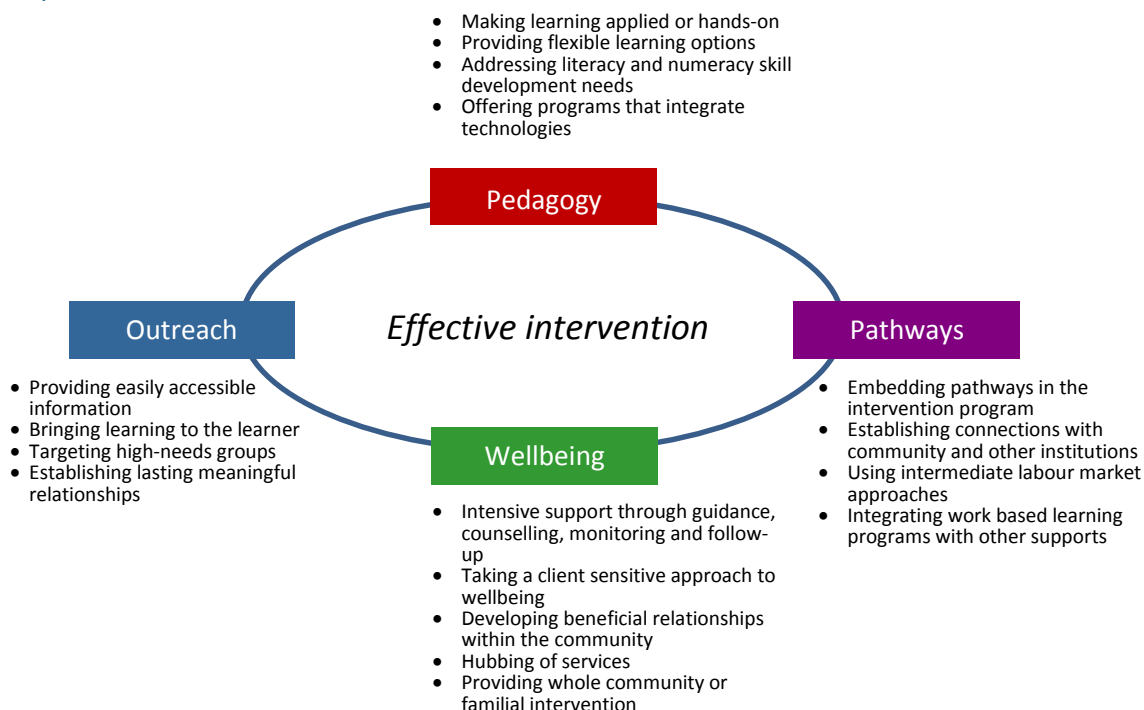 • Making learning applied or hands-on
• Providing flexible learning options
• Addressing literacy and numeracy skill
development needs
• Offering programs that integrate
technologies
Pedagogy
Outreach
Effective intervention
Pathways
• Providing easily accessible
information
• Bringing learning to the learner
• Targeting high-needs groups
• Establishing lasting meaningful
relationships
• Embedding pathways in the
intervention program
• Establishing connections with
community and other institutions
• Using intermediate labour market
approaches
• Integrating work based learning
programs with other supports
Wellbeing
• Intensive support through guidance,
counselling, monitoring and follow-
up
• Taking a client sensitive approach to
wellbeing
• Developing beneficial relationships
within the community
• Hubbing of services
• Providing whole community or
familial intervention